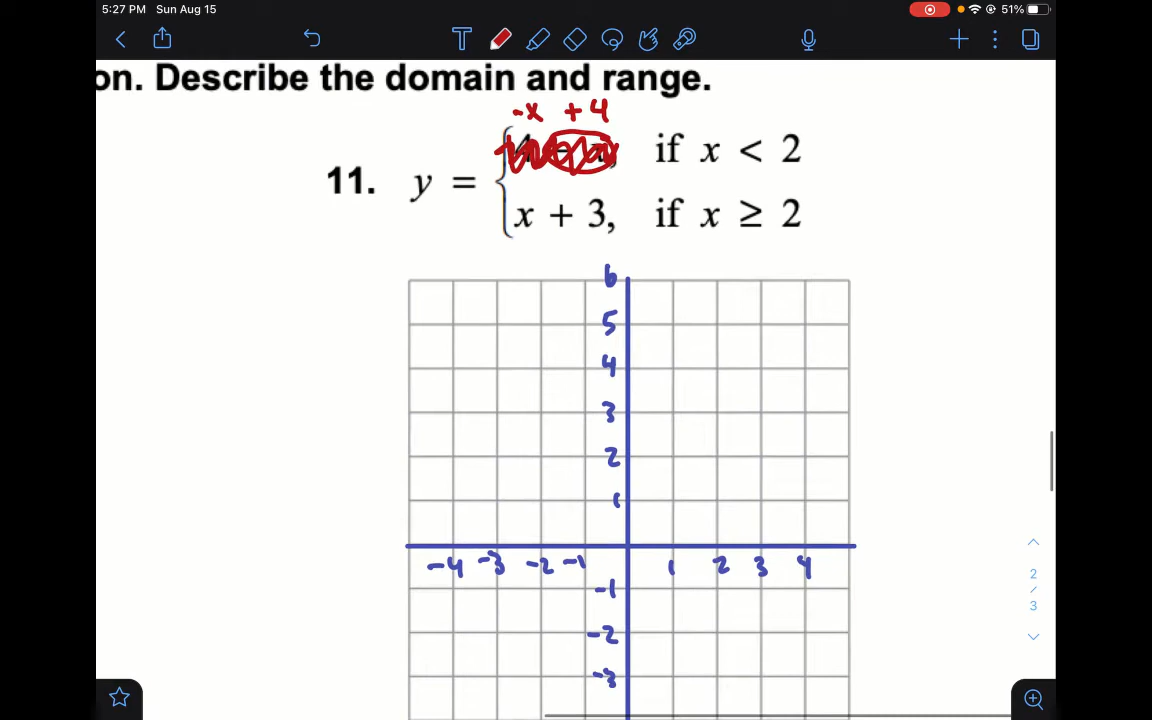 5:27 PM Sun Aug 15
51%
T
on. Describe the domain and range.
-x + 4
11. y = { if x < 2
x + 3, if x ≥ 2
6
5
4
3
2
1
-4 -3 -2 -1 1 2 3 4
-1
-2
-3
2
/
3